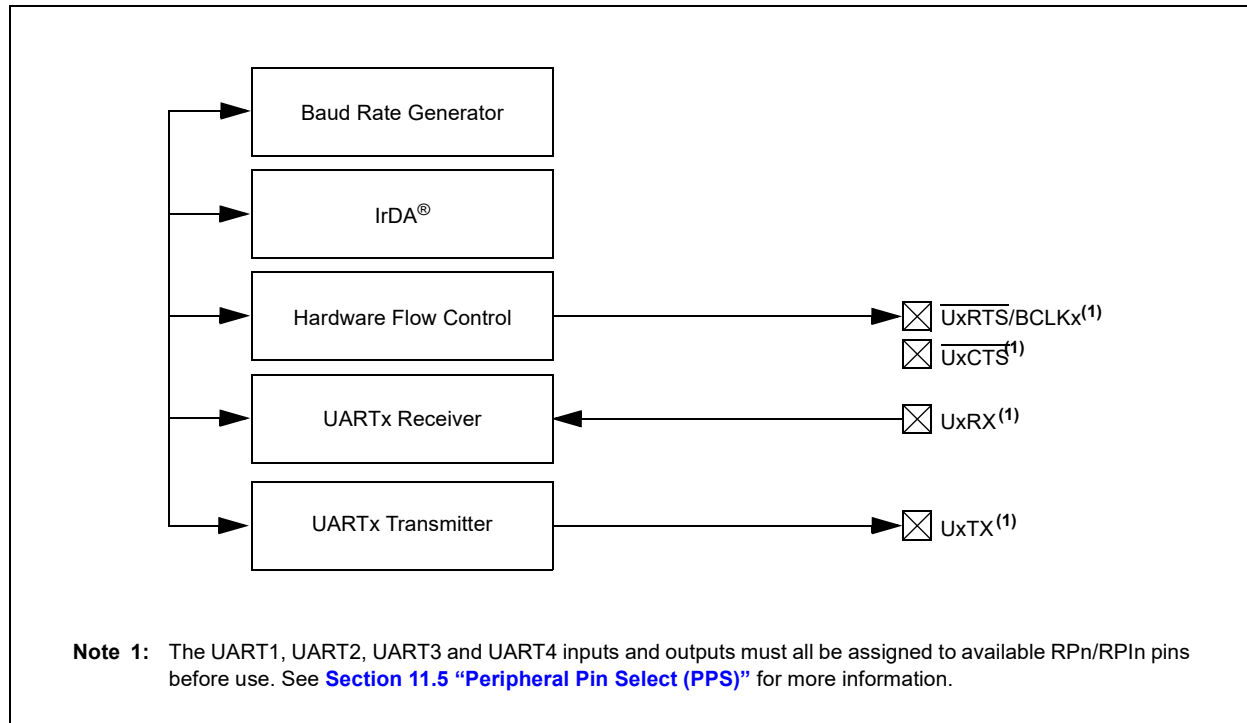 Baud Rate Generator
IrDA®
Hardware Flow Control
UxRTS/BCLKx(1)
UxCTS(1)
UARTx Receiver
UxRX(1)
UARTx Transmitter
UxTX(1)
Note 1: The UART1, UART2, UART3 and UART4 inputs and outputs must all be assigned to available RPn/RPIn pins
before use. See Section 11.5 “Peripheral Pin Select (PPS)” for more information.